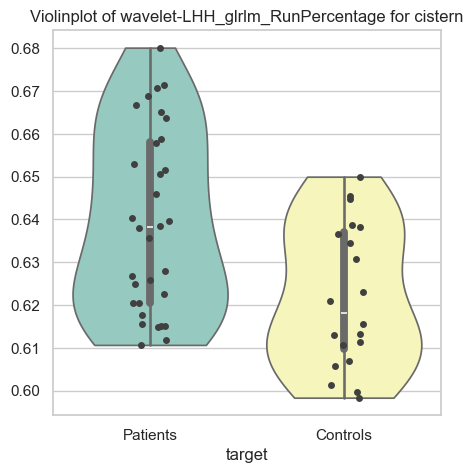 Violinplot of wavelet-LHH_glrlm_RunPercentage for cistern
0.68
0.67
0.66
0.65
0.64
0.63
0.62
0.61
0.60
Patients
Controls
target